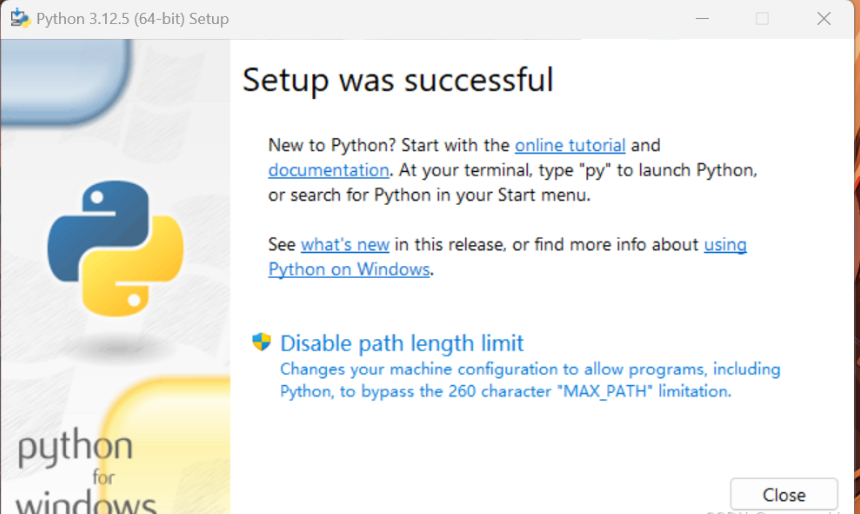 Python 3.12.5 (64-bit) Setup
Setup was successful
New to Python? Start with the online tutorial and
documentation. At your terminal, type "py" to launch Python,
or search for Python in your Start menu.
See what's new in this release, or find more info about using
Python on Windows.
Disable path length limit
Changes your machine configuration to allow programs, including
Python, to bypass the 260 character "MAX_PATH" limitation.
python
for
windows
Close